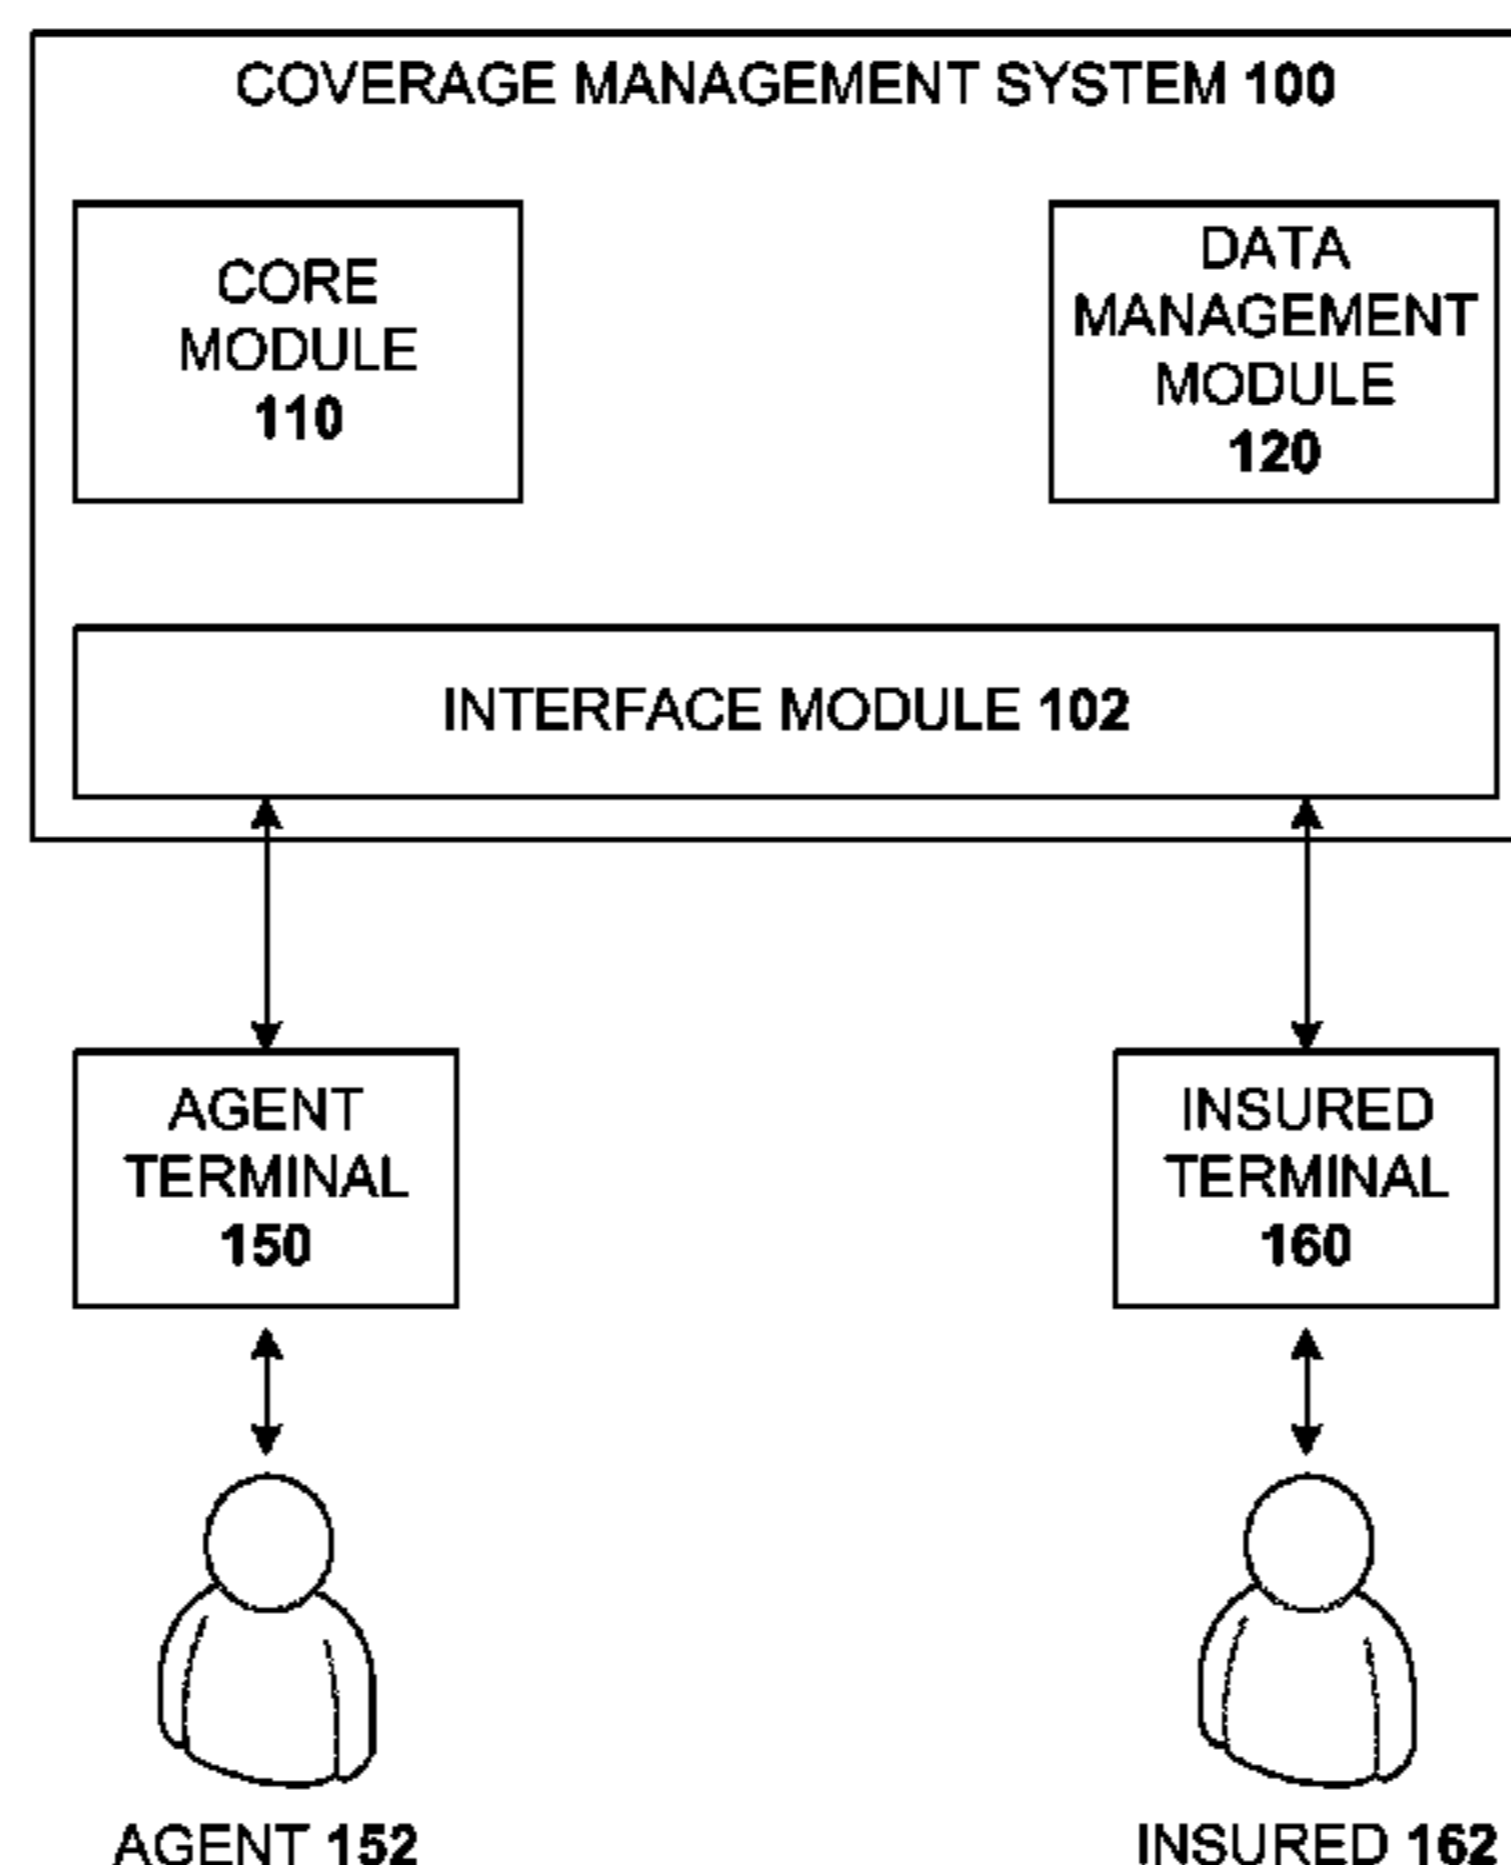 COVERAGE MANAGEMENT SYSTEM 100
CORE
MODULE
110
DATA
MANAGEMENT
MODULE
120
INTERFACE MODULE 102
AGENT
TERMINAL
150
INSURED
TERMINAL
160
AGENT 152
INSURED 162